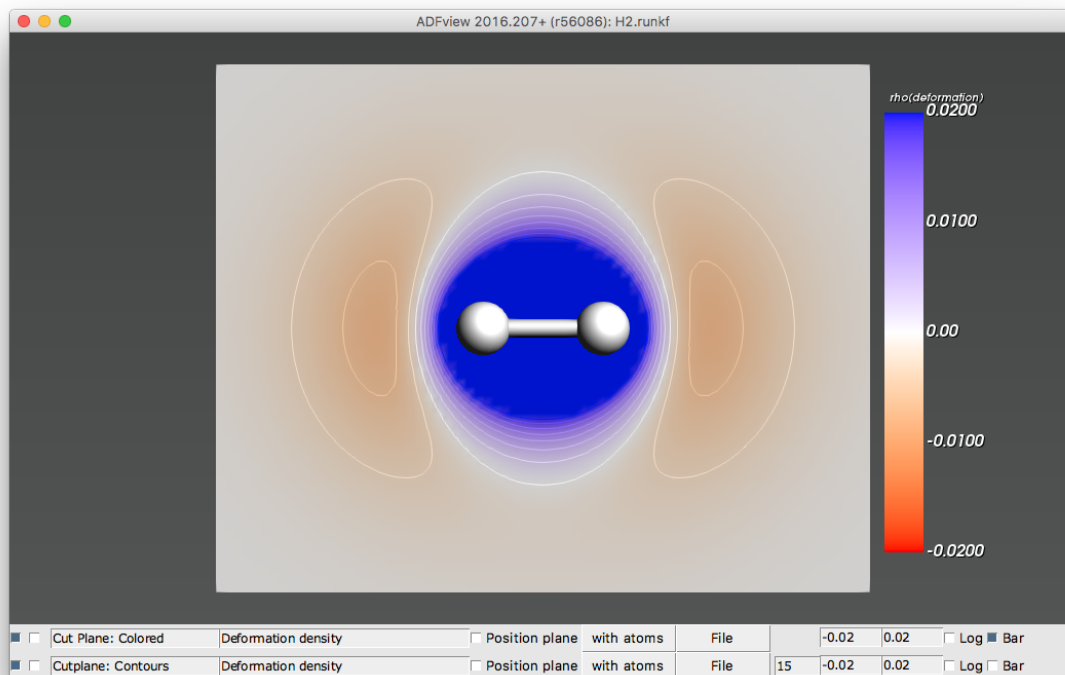 ADFview 2016.207+ (r56086): H2.runkf
rho(deformation)
0.0200
0.0100
0.00
-0.0100
-0.0200
Cut Plane: Colored Deformation density Position plane with atoms File -0.02 0.02 Log Bar
Cutplane: Contours Deformation density Position plane with atoms File 15 -0.02 0.02 Log Bar